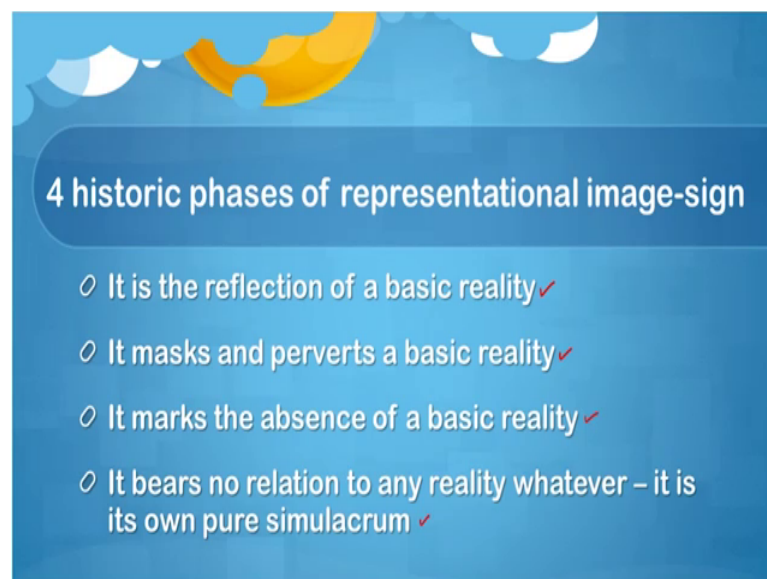 4 historic phases of representational image-sign
It is the reflection of a basic reality
It masks and perverts a basic reality
It marks the absence of a basic reality
It bears no relation to any reality whatever – it is
its own pure simulacrum